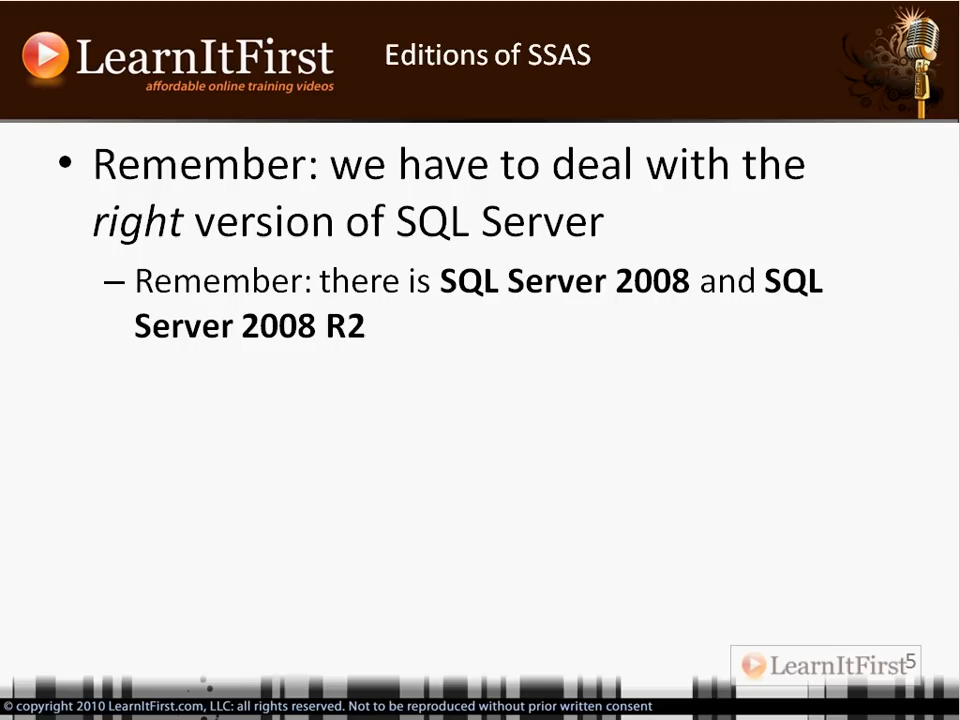 LearnItFirst
affordable online training videos
Editions of SSAS
• Remember: we have to deal with the
right version of SQL Server
– Remember: there is SQL Server 2008 and SQL
Server 2008 R2
LearnItFirst
5
© copyright 2010 LearnItFirst.com, LLC: all rights reserved. Not to be reproduced without prior written consent